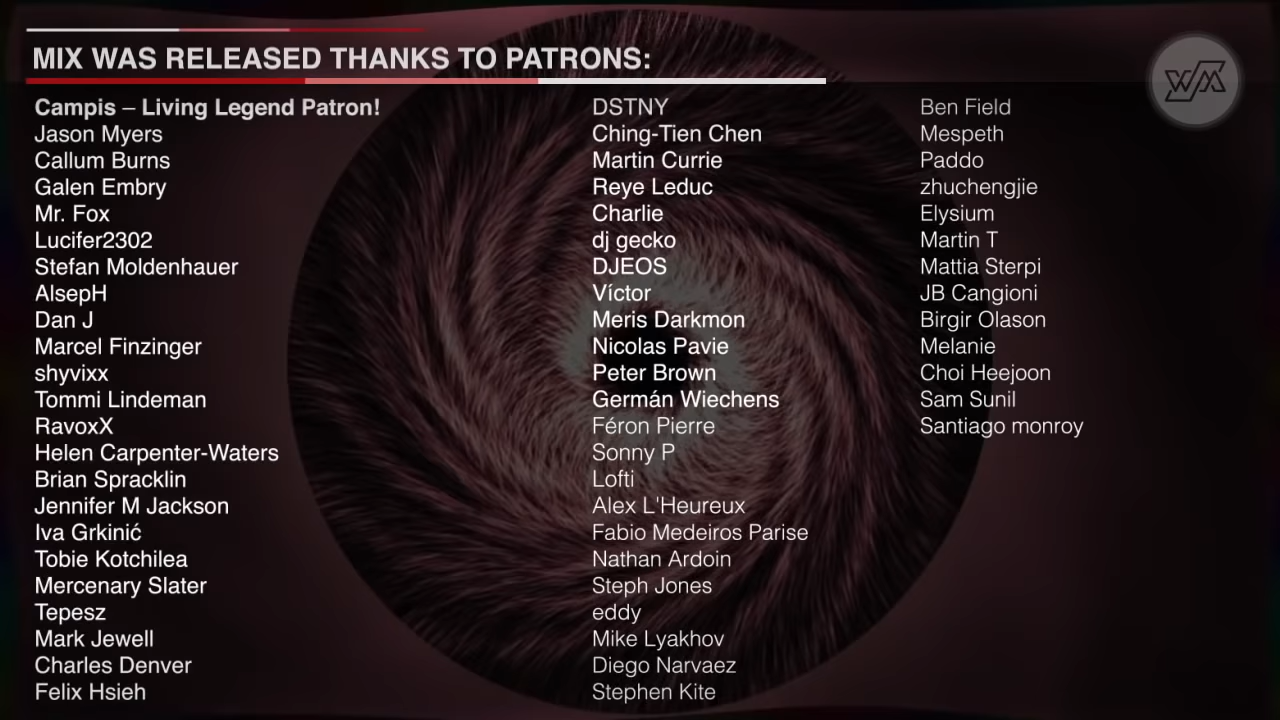 MIX WAS RELEASED THANKS TO PATRONS:
WM
Campis – Living Legend Patron!
Jason Myers
Callum Burns
Galen Embry
Mr. Fox
Lucifer2302
Stefan Moldenhauer
AlsepH
Dan J
Marcel Finzinger
shyvixx
Tommi Lindeman
RavoxX
Helen Carpenter-Waters
Brian Spracklin
Jennifer M Jackson
Iva Grkinić
Tobie Kotchilea
Mercenary Slater
Tepesz
Mark Jewell
Charles Denver
Felix Hsieh
DSTNY
Ching-Tien Chen
Martin Currie
Reye Leduc
Charlie
dj gecko
DJEOS
Víctor
Meris Darkmon
Nicolas Pavie
Peter Brown
Germán Wiechens
Féron Pierre
Sonny P
Lofti
Alex L'Heureux
Fabio Medeiros Parise
Nathan Ardoin
Steph Jones
eddy
Mike Lyakhov
Diego Narvaez
Stephen Kite
Ben Field
Mespeth
Paddo
zhuchengjie
Elysium
Martin T
Mattia Sterpi
JB Cangioni
Birgir Olason
Melanie
Choi Heejoon
Sam Sunil
Santiago monroy